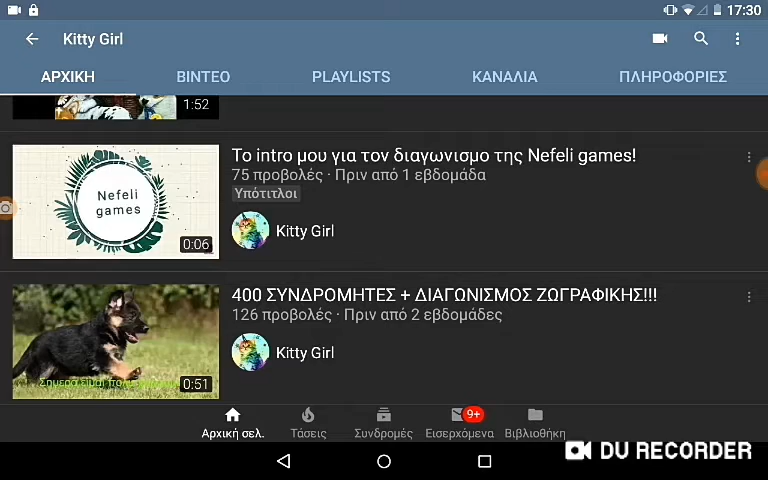 17:30
Kitty Girl
ΑΡΧΙΚΗ
ΒΙΝΤΕΟ
PLAYLISTS
ΚΑΝΑΛΙΑ
ΠΛΗΡΟΦΟΡΙΕΣ
1:52
Nefeli
games
0:06
Το intro μου για τον διαγωνισμο της Nefeli games!
75 προβολές · Πριν από 1 εβδομάδα
Υπότιτλοι
Kitty Girl
Σημερα ειμαι
0:51
400 ΣΥΝΔΡΟΜΗΤΕΣ + ΔΙΑΓΩΝΙΣΜΟΣ ΖΩΓΡΑΦΙΚΗΣ!!!
126 προβολές · Πριν από 2 εβδομάδες
Kitty Girl
9+
Αρχική σελ.
Τάσεις
Συνδρομές
Εισερχόμενα
Βιβλιοθήκη
DU RECORDER